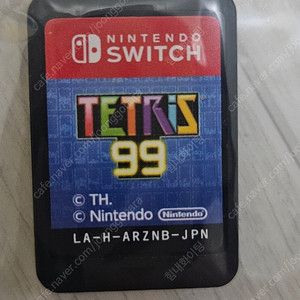 NINTENDO
SWITCH
TETRIS
99
© TH.
© Nintendo Nintendo
LA-H-ARZNB-JPN